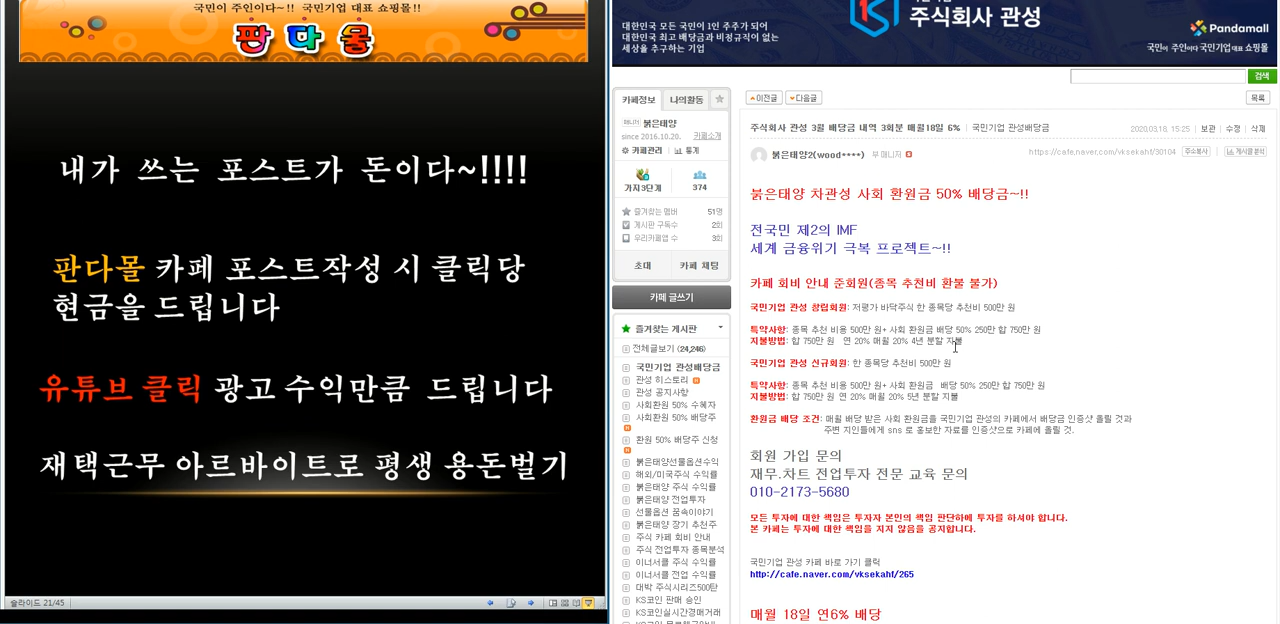 국민이 주인이다~!! 국민기업 대표 쇼핑몰!!
판다몰
내가 쓰는 포스트가 돈이다~!!!!
판다몰 카페 포스트작성 시 클릭당
현금을 드립니다
유튜브 클릭 광고 수익만큼 드립니다
재택근무 아르바이트로 평생 용돈벌기
슬라이드 21/45
대한민국 모든 국민이 1인 주주가 되어
대한민국 최고 배당금과 비정규직이 없는
세상을 추구하는 기업
주식회사 관성
Pandamall
국민이 주인이다 국민기업 대표 쇼핑몰
검색
카페정보 나의활동
매니저 붉은태양
since 2016.10.20. 카페소개
카페관리 통계
가지3단계 374
즐겨찾는 멤버 51명
게시판 구독수 2회
우리카페앱 수 3회
초대 카페 채팅
카페 글쓰기
즐겨찾는 게시판
전체글보기 (24,246)
국민기업 관성배당금
관성 히스토리
관성 공지사항
사회환원 50% 수혜자
사회환원 50% 배당주
환원 50% 배당주 신청
붉은태양선물옵션수익
해외/미국주식 수익률
붉은태양 주식 수익률
붉은태양 전업투자
선물옵션 꿈속이야기
붉은태양 장기 추천주
주식 카페 회비 안내
주식 전업투자 종목분석
이너서클 주식 수익률
이너서클 전업 수익률
대박 주식시리즈500탄
KS코인 판매 승인
KS코인실시간경매거래
이전글 다음글 목록
주식회사 관성 3월 배당금 내역 3회분 매월18일 6% 국민기업 관성배당금
2020.03.18. 15:25 보관 수정 삭제
붉은태양2(wood****) 부매니저
https://cafe.naver.com/vksekahf/30104 주소복사 게시글 분석
붉은태양 차관성 사회 환원금 50% 배당금~!!
전국민 제2의 IMF
세계 금융위기 극복 프로젝트~!!
카페 회비 안내 준회원(종목 추천비 환불 불가)
국민기업 관성 창립회원: 저평가 바닥주식 한 종목당 추천비 500만 원
특약사항: 종목 추천 비용 500만 원+ 사회 환원금 배당 50% 250만 합 750만 원
지불방법: 합 750만 원 연 20% 매월 20% 4년 분할 지불
국민기업 관성 신규회원: 한 종목당 추천비 500만 원
특약사항: 종목 추천 비용 500만 원+ 사회 환원금 배당 50% 250만 합 750만 원
지불방법: 합 750만 원 연 20% 매월 20% 5년 분할 지불
환원금 배당 조건: 매월 배당 받은 사회 환원금을 국민기업 관성의 카페에서 배당금 인증샷 올릴 것과
주변 지인들에게 sns 로 홍보한 자료를 인증샷으로 카페에 올릴 것.
회원 가입 문의
재무.차트 전업투자 전문 교육 문의
010-2173-5680
모든 투자에 대한 책임은 투자자 본인의 책임 판단하에 투자를 하셔야 합니다.
본 카페는 투자에 대한 책임을 지지 않음을 공지합니다.
국민기업 관성 카페 바로 가기 클릭
http://cafe.naver.com/vksekahf/265
매월 18일 연6% 배당